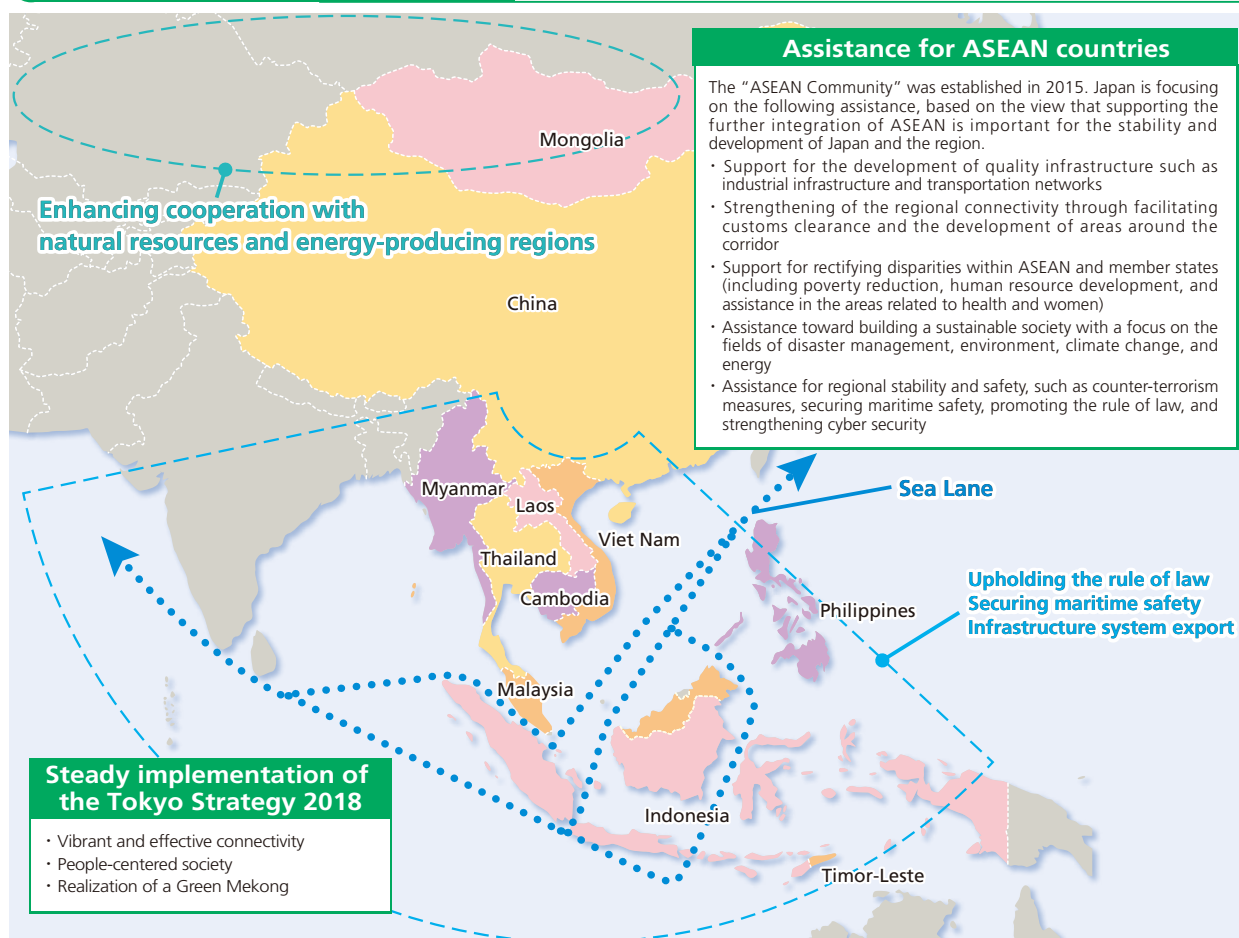 Assistance for ASEAN countries
The “ASEAN Community” was established in 2015. Japan is focusing
on the following assistance, based on the view that supporting the
further integration of ASEAN is important for the stability and
development of Japan and the region.
・Support for the development of quality infrastructure such as
industrial infrastructure and transportation networks
・Strengthening of the regional connectivity through facilitating
customs clearance and the development of areas around the
corridor
・Support for rectifying disparities within ASEAN and member states
(including poverty reduction, human resource development, and
assistance in the areas related to health and women)
・Assistance toward building a sustainable society with a focus on the
fields of disaster management, environment, climate change, and
energy
・Assistance for regional stability and safety, such as counter-terrorism
measures, securing maritime safety, promoting the rule of law, and
strengthening cyber security
Mongolia
Enhancing cooperation with
natural resources and energy-producing regions
China
Myanmar
Laos
Sea Lane
Viet Nam
Thailand
Cambodia
Philippines
Upholding the rule of law
Securing maritime safety
Infrastructure system export
Malaysia
Indonesia
Timor-Leste
Steady implementation of
the Tokyo Strategy 2018
・Vibrant and effective connectivity
・People-centered society
・Realization of a Green Mekong